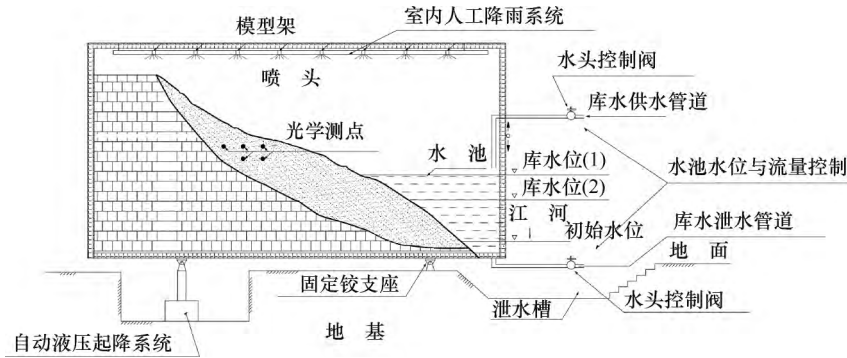 模型架
室内人工降雨系统
喷 头
水头控制阀
库水供水管道
光学测点
水 池
库水位(1)
库水位(2)
水池水位与流量控制
江 河
初始水位
库水泄水管道
地 面
固定铰支座
泄水槽
水头控制阀
自动液压起降系统
地 基